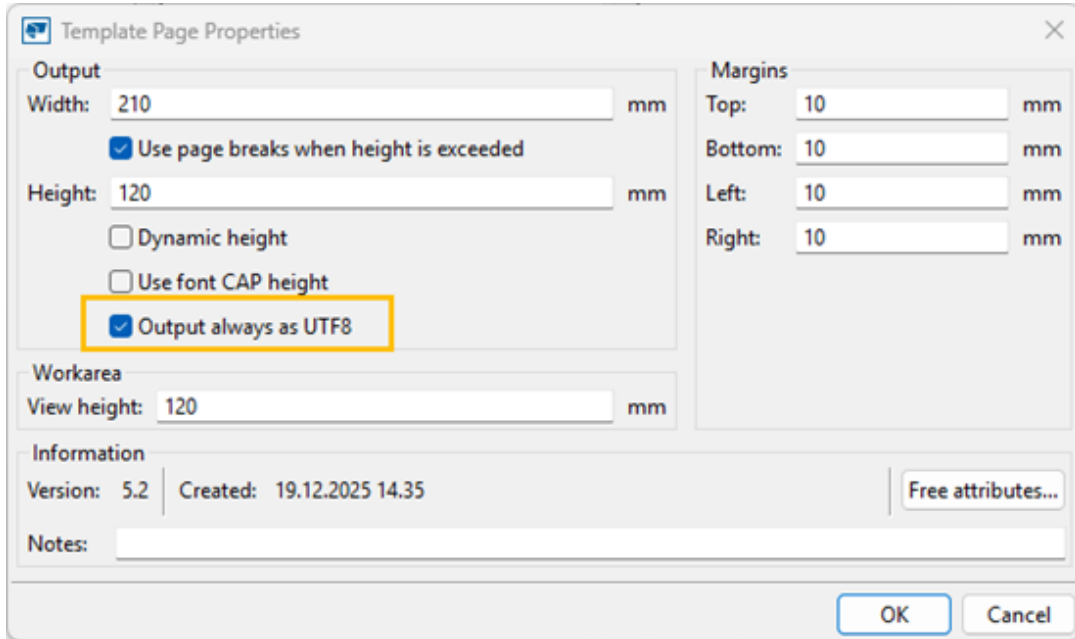 Template Page Properties
Output
Width: 210 mm
Use page breaks when height is exceeded
Height: 120 mm
Dynamic height
Use font CAP height
Output always as UTF8
Margins
Top: 10 mm
Bottom: 10 mm
Left: 10 mm
Right: 10 mm
Workarea
View height: 120 mm
Information
Version: 5.2 Created: 19.12.2025 14.35
Free attributes...
Notes:
OK Cancel